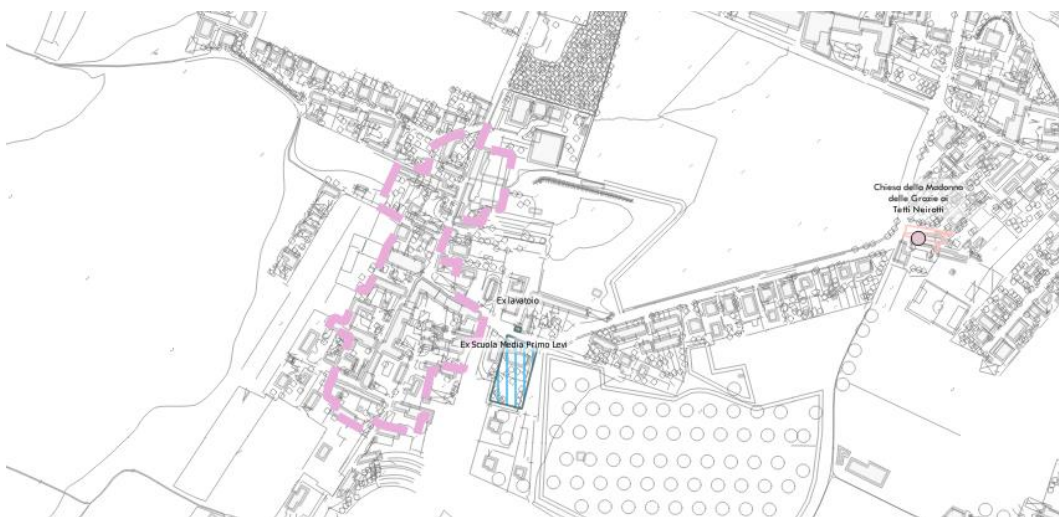 Chiesa della Madonna
delle Grazie ai
Tetti Neirotti
Ex lavatoio
Ex Scuola Media Primo Levi